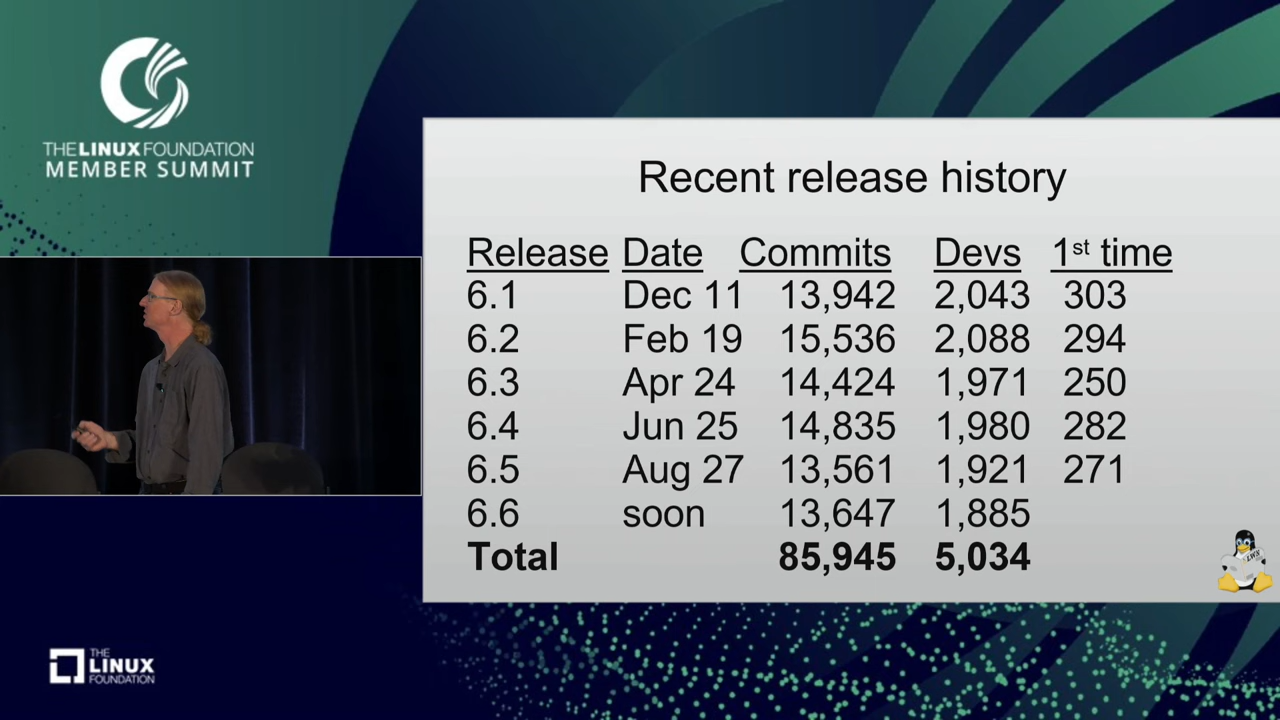 THE LINUX FOUNDATION
MEMBER SUMMIT
Recent release history
Release Date Commits Devs 1st time
6.1 Dec 11 13,942 2,043 303
6.2 Feb 19 15,536 2,088 294
6.3 Apr 24 14,424 1,971 250
6.4 Jun 25 14,835 1,980 282
6.5 Aug 27 13,561 1,921 271
6.6 soon 13,647 1,885
Total 85,945 5,034
LWN
THE
LINUX
FOUNDATION